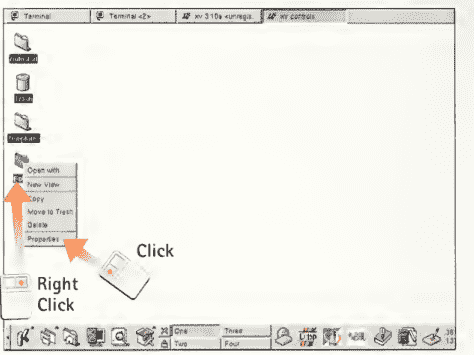 Terminal
Terminal <2>
xv 3.10a <unregis.
xv controls
Open with
New View
Copy
Move to Trash
Delete
Properties
Click
Right
Click
One
Three
Two
Four